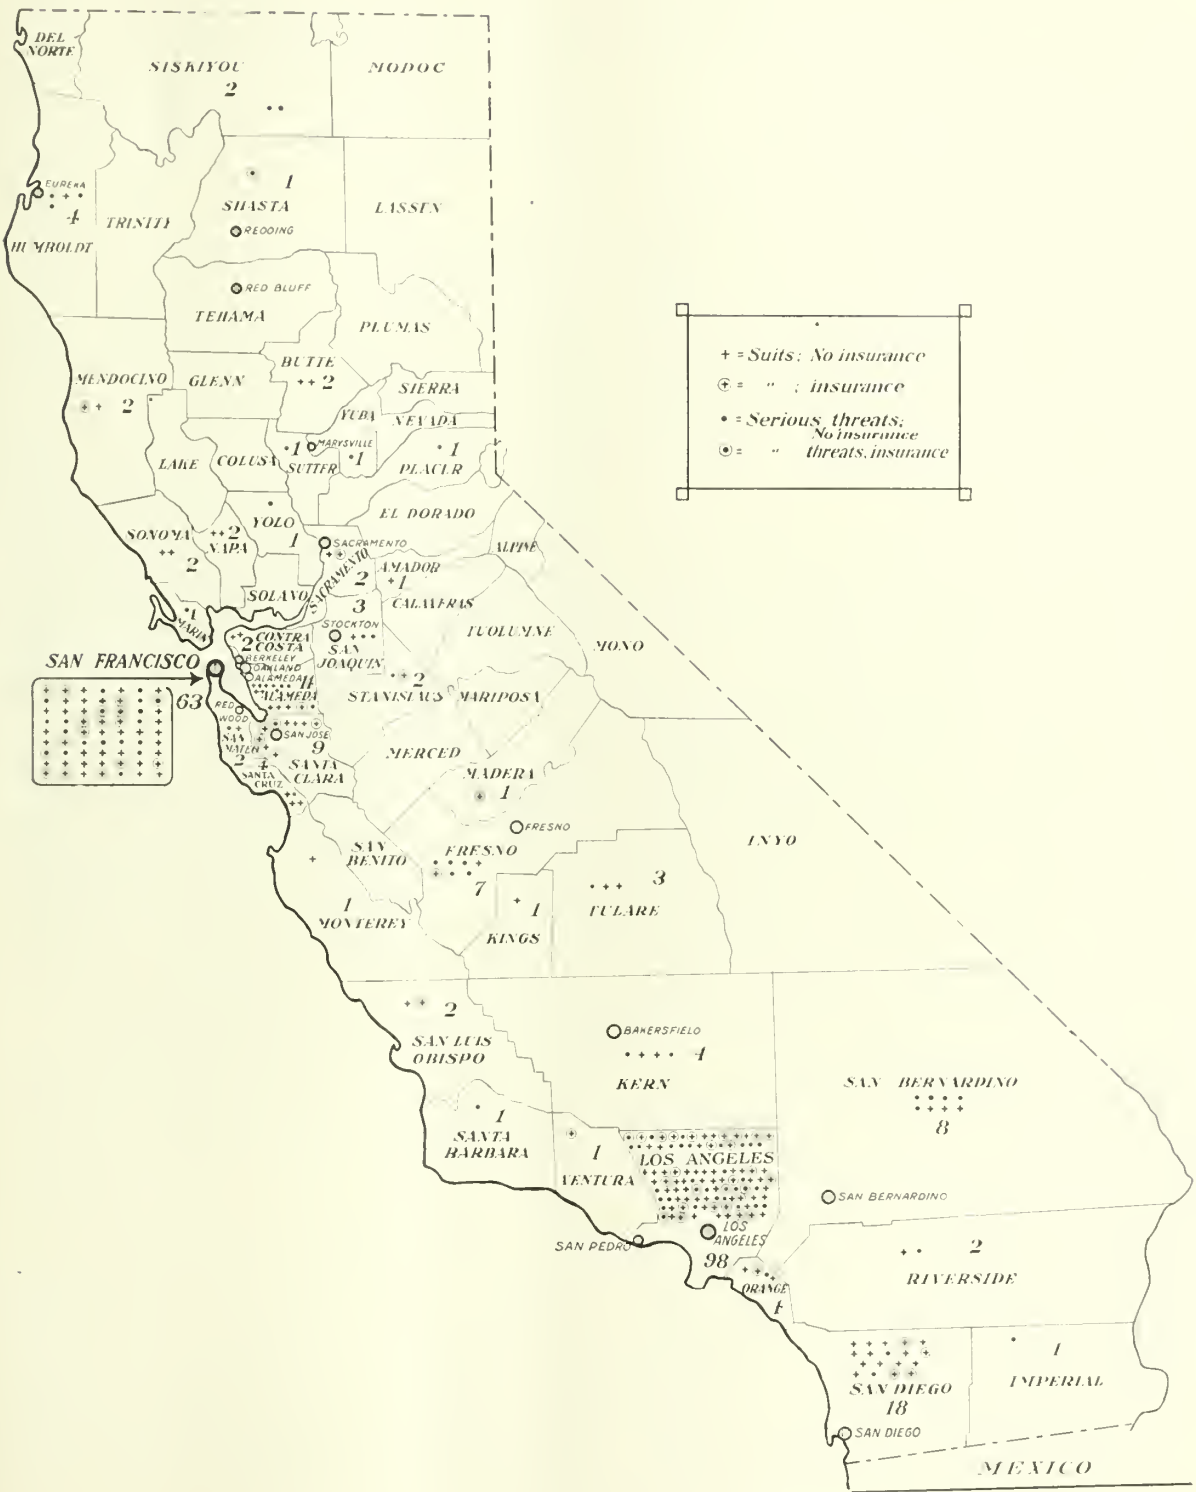 DEL
NORTE
SISKIYOU
2
MODOC
EUREKA
4
HUMBOLDT
TRINITY
1
SHASTA
REDDING
LASSEN
RED BLUFF
TEHAMA
PLUMAS
+ = Suits; No insurance
⊕ = " ; insurance
• = Serious threats;
No insurance
⊙ = " threats, insurance
MENDOCINO
2
GLENN
BUTTE
2
SIERRA
YUBA
NEVADA
LAKE
COLUSA
1
MARYSVILLE
SUTTER
1
1
PLACER
EL DORADO
SONOMA
2
2
NAPA
YOLO
1
SACRAMENTO
SACRAMENTO
2
ALPINE
AMADOR
1
SOLANO
CALAVERAS
3
MARIN
STOCKTON
SAN
JOAQUIN
TUOLUMNE
MONO
2
CONTRA
COSTA
BERKELEY
OAKLAND
ALAMEDA
ALAMEDA
SAN FRANCISCO
63
STANISLAUS
2
MARIPOSA
RED
WOOD
SAN
MATEO
2
SAN JOSE
9
SANTA
CLARA
4
SANTA
CRUZ
MERCED
MADERA
1
FRESNO
INYO
SAN
BENITO
FRESNO
7
3
TULARE
1
MONTEREY
1
KINGS
2
SAN LUIS
OBISPO
BAKERSFIELD
4
KERN
SAN BERNARDINO
8
1
SANTA
BARBARA
1
VENTURA
LOS ANGELES
SAN BERNARDINO
LOS
ANGELES
SAN PEDRO
98
2
RIVERSIDE
ORANGE
4
1
IMPERIAL
SAN DIEGO
18
SAN DIEGO
MEXICO